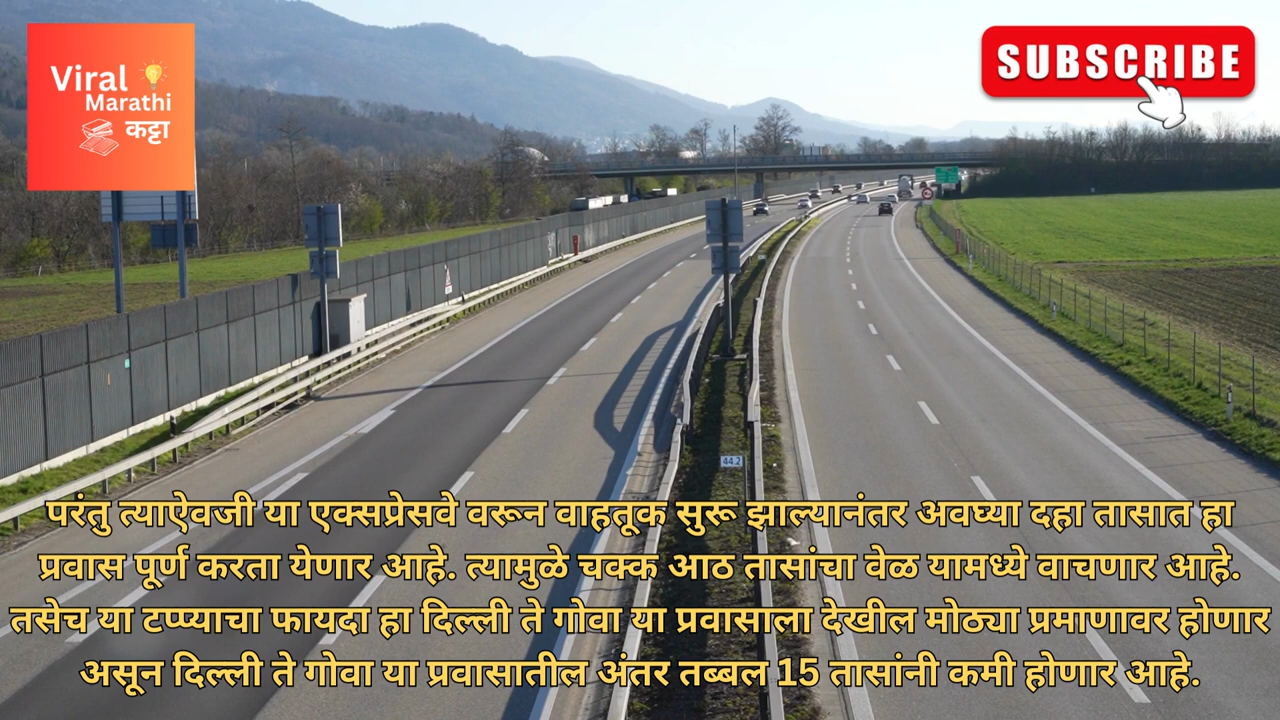 Viral
Marathi
कट्टा
SUBSCRIBE
44.2
परंतु त्याऐवजी या एक्सप्रेसवे वरून वाहतूक सुरू झाल्यानंतर अवघ्या दहा तासात हा
प्रवास पूर्ण करता येणार आहे. त्यामुळे चक्क आठ तासांचा वेळ यामध्ये वाचणार आहे.
तसेच या टप्प्याचा फायदा हा दिल्ली ते गोवा या प्रवासाला देखील मोठ्या प्रमाणावर होणार
असून दिल्ली ते गोवा या प्रवासातील अंतर तब्बल 15 तासांनी कमी होणार आहे.